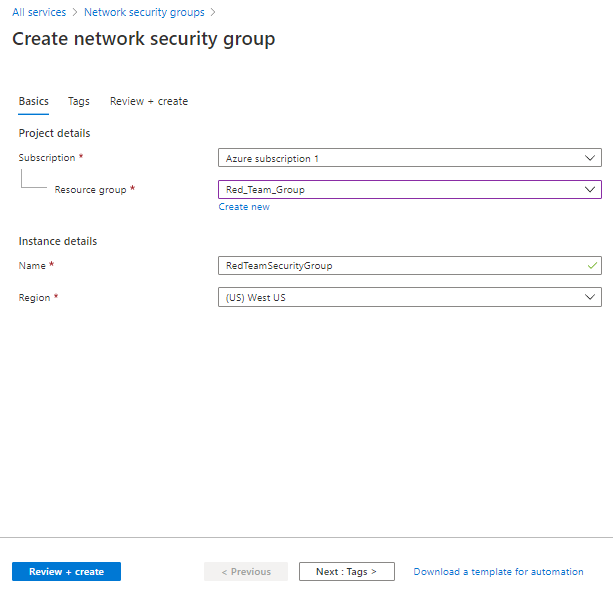 All services > Network security groups >
Create network security group
Basics Tags Review + create
Project details
Subscription * Azure subscription 1
Resource group * Red_Team_Group
Create new
Instance details
Name * RedTeamSecurityGroup
Region * (US) West US
Review + create < Previous Next : Tags > Download a template for automation